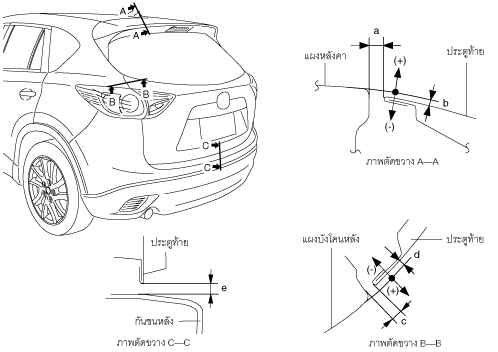 A
A
B
B
C
C
a
แผงหลังคา
ประตูท้าย
(+)
b
(-)
ภาพตัดขวาง A—A
ประตูท้าย
e
กันชนหลัง
ภาพตัดขวาง C—C
แผงบังโคนหลัง
ประตูท้าย
d
(-)
(+)
c
ภาพตัดขวาง B—B